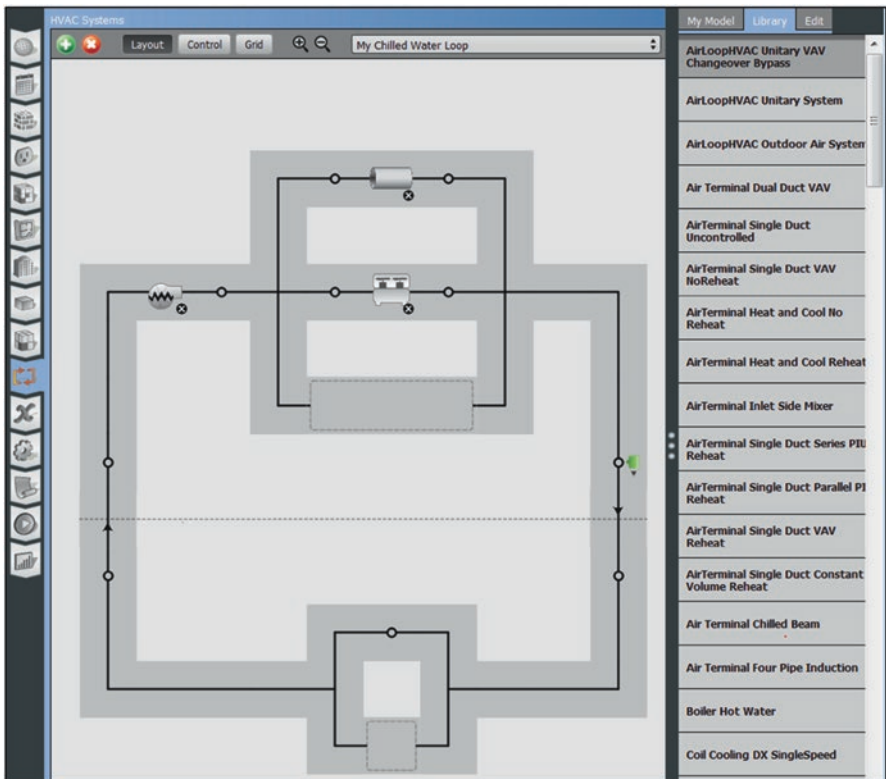 HVAC Systems
Layout
Control
Grid
My Chilled Water Loop
My Model
Library
Edit
AirLoopHVAC Unitary VAV
Changeover Bypass
AirLoopHVAC Unitary System
AirLoopHVAC Outdoor Air System
Air Terminal Dual Duct VAV
AirTerminal Single Duct
Uncontrolled
AirTerminal Single Duct VAV
NoReheat
AirTerminal Heat and Cool No
Reheat
AirTerminal Heat and Cool Reheat
AirTerminal Inlet Side Mixer
AirTerminal Single Duct Series PIU
Reheat
AirTerminal Single Duct Parallel PI
Reheat
AirTerminal Single Duct VAV
Reheat
AirTerminal Single Duct Constant
Volume Reheat
Air Terminal Chilled Beam
Air Terminal Four Pipe Induction
Boiler Hot Water
Coil Cooling DX SingleSpeed